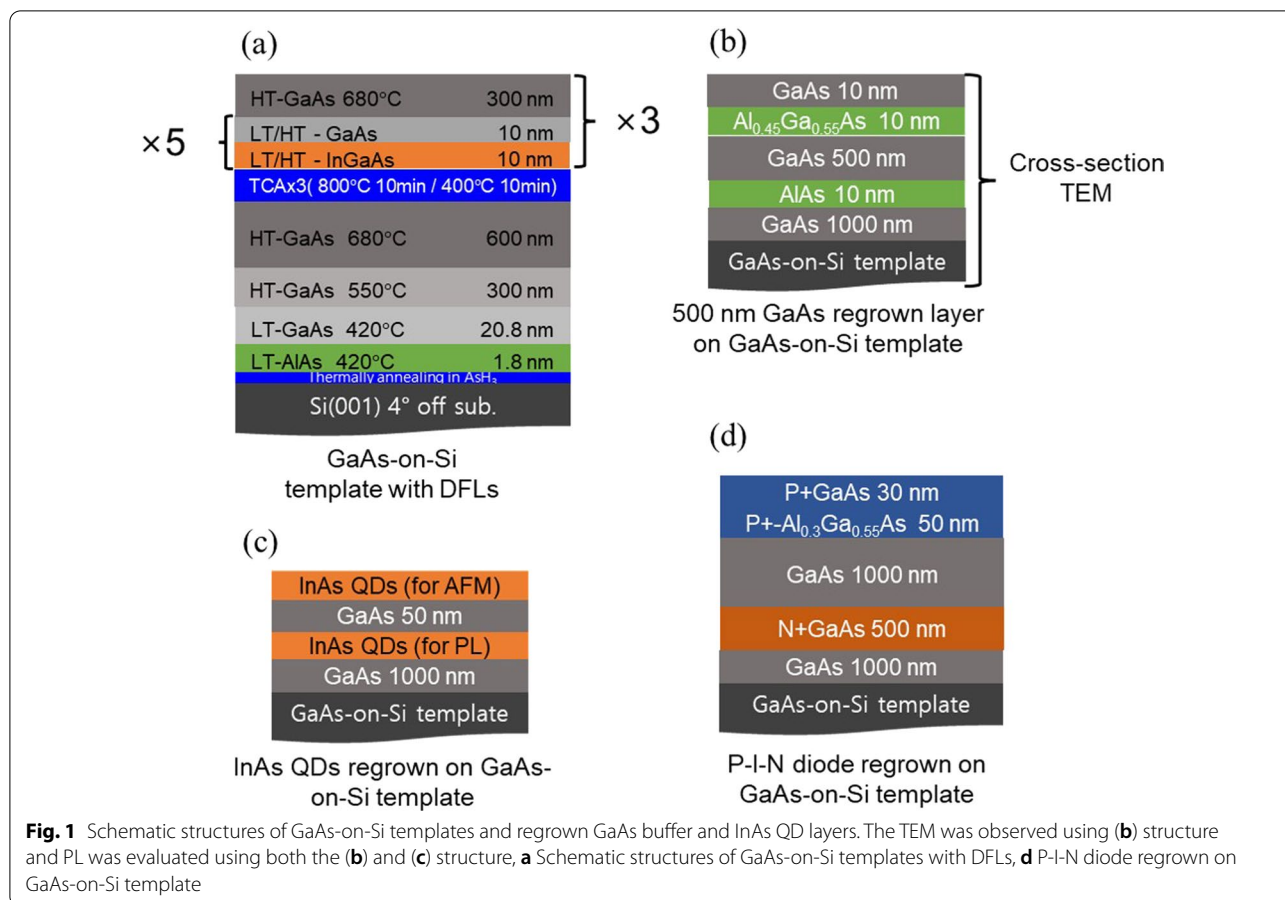 (a)
HT-GaAs 680°C 300 nm
×5
LT/HT - GaAs 10 nm
×3
LT/HT - InGaAs 10 nm
TCAx3( 800°C 10min / 400°C 10min)
HT-GaAs 680°C 600 nm
HT-GaAs 550°C 300 nm
LT-GaAs 420°C 20.8 nm
LT-AlAs 420°C 1.8 nm
Thermally annealing in AsH₃
Si(001) 4° off sub.
GaAs-on-Si
template with DFLs
(b)
GaAs 10 nm
Al₀.₄₅Ga₀.₅₅As 10 nm
GaAs 500 nm
AlAs 10 nm
GaAs 1000 nm
GaAs-on-Si template
Cross-section
TEM
500 nm GaAs regrown layer
on GaAs-on-Si template
(c)
InAs QDs (for AFM)
GaAs 50 nm
InAs QDs (for PL)
GaAs 1000 nm
GaAs-on-Si template
InAs QDs regrown on GaAs-
on-Si template
(d)
P+GaAs 30 nm
P+-Al₀.₃Ga₀.₅₅As 50 nm
GaAs 1000 nm
N+GaAs 500 nm
GaAs 1000 nm
GaAs-on-Si template
P-I-N diode regrown on
GaAs-on-Si template
Fig. 1 Schematic structures of GaAs-on-Si templates and regrown GaAs buffer and InAs QD layers. The TEM was observed using (b) structure
and PL was evaluated using both the (b) and (c) structure, a Schematic structures of GaAs-on-Si templates with DFLs, d P-I-N diode regrown on
GaAs-on-Si template